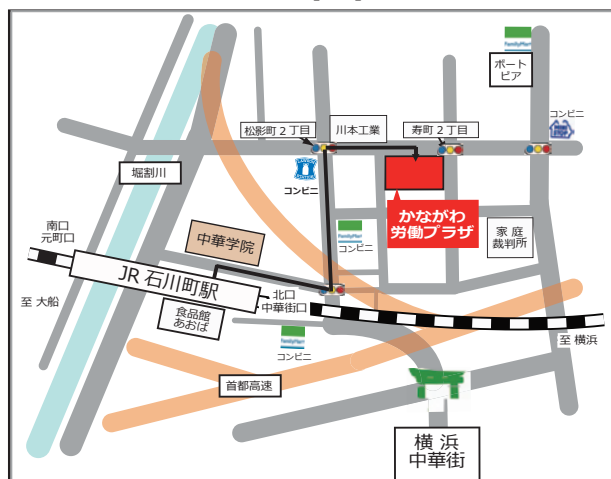 FamilyMart
ポート
ピア
松影町2丁目
川本工業
寿町2丁目
コンビニ
堀割川
コンビニ
かながわ
労働プラザ
FamilyMart
コンビニ
家庭
裁判所
南口
元町口
中華学院
JR 石川町駅
北口
中華街口
至 大船
食品館
あおば
FamilyMart
コンビニ
至 横浜
首都高速
横浜
中華街